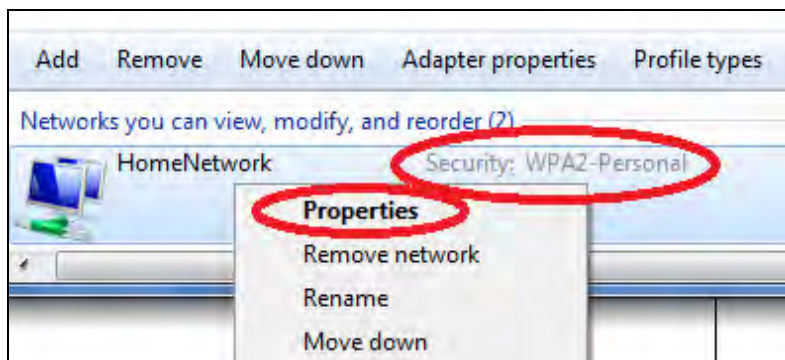 Add Remove Move down Adapter properties Profile types
Networks you can view, modify, and reorder (2)
HomeNetwork Security: WPA2-Personal
Properties
Remove network
Rename
Move down